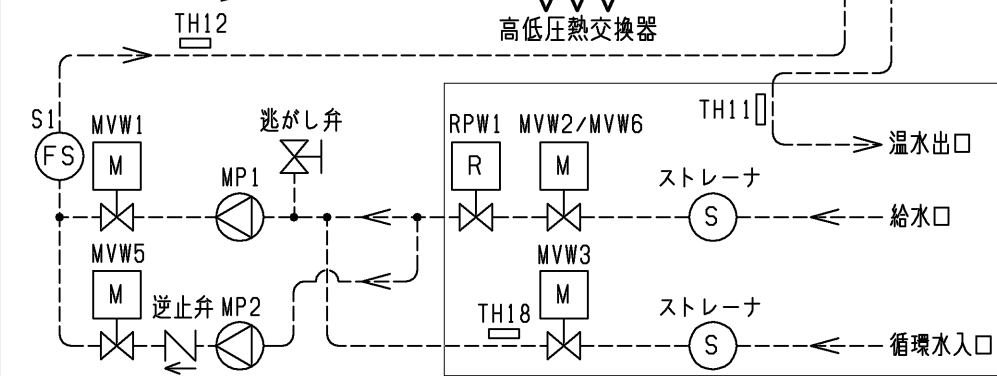 TH12
高低圧熱交換器
TH11
温水出口
S1
FS
MVW1
M
逃がし弁
RPW1
R
MVW2/MVW6
M
MP1
ストレーナ
S
給水口
MVW5
M
逆止弁
MP2
TH18
MVW3
M
ストレーナ
S
循環水入口